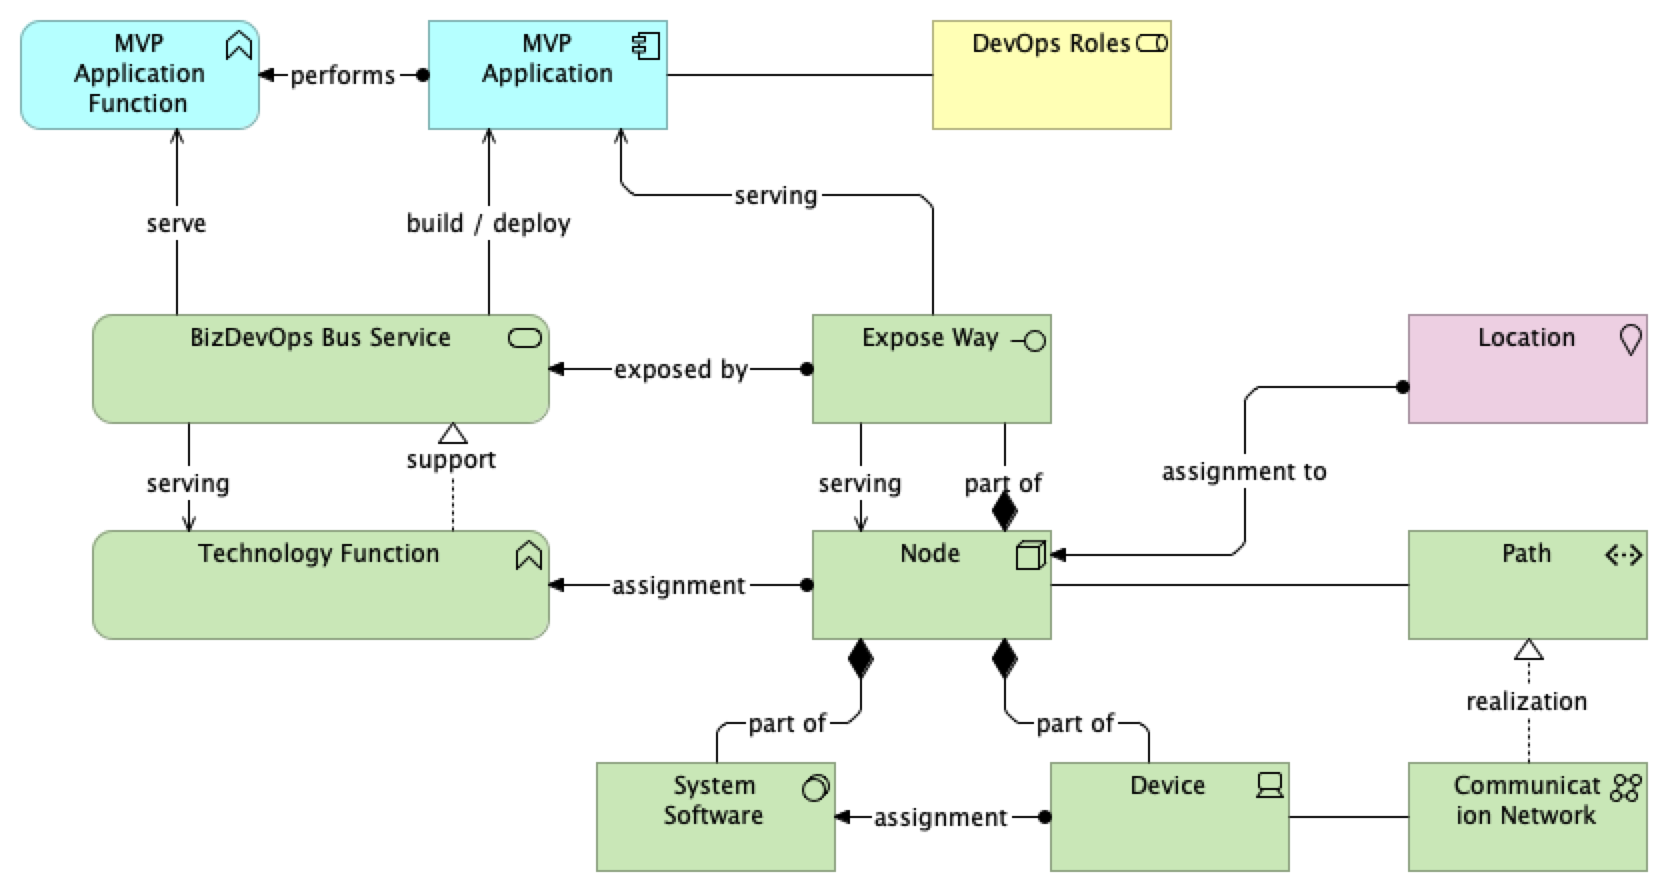 MVP
Application
Function
performs
MVP
Application
DevOps Roles
serve
build / deploy
serving
BizDevOps Bus Service
exposed by
Expose Way
Location
serving
support
serving
part of
assignment to
Technology Function
assignment
Node
Path
part of
part of
realization
System
Software
assignment
Device
Communicat
ion Network